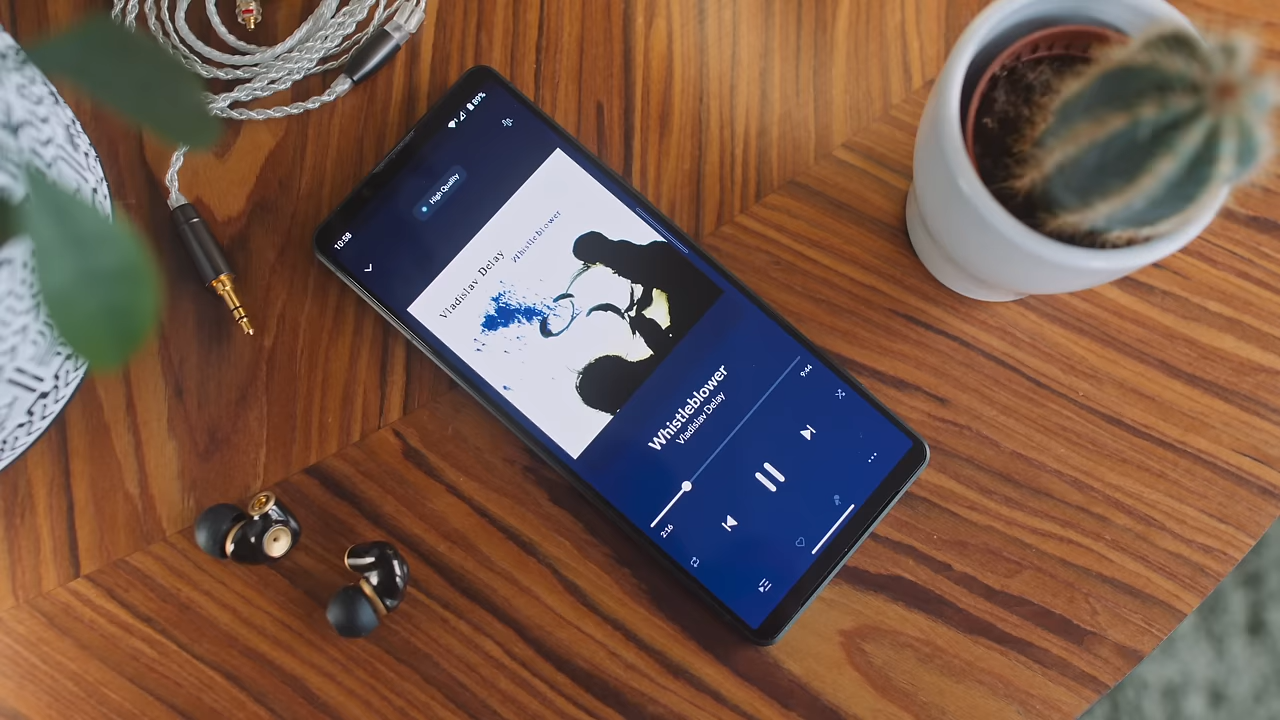 10:58
89%
High Quality
Vladislav Delay
Whistleblower
Whistleblower
Vladislav Delay
2:16
9:44